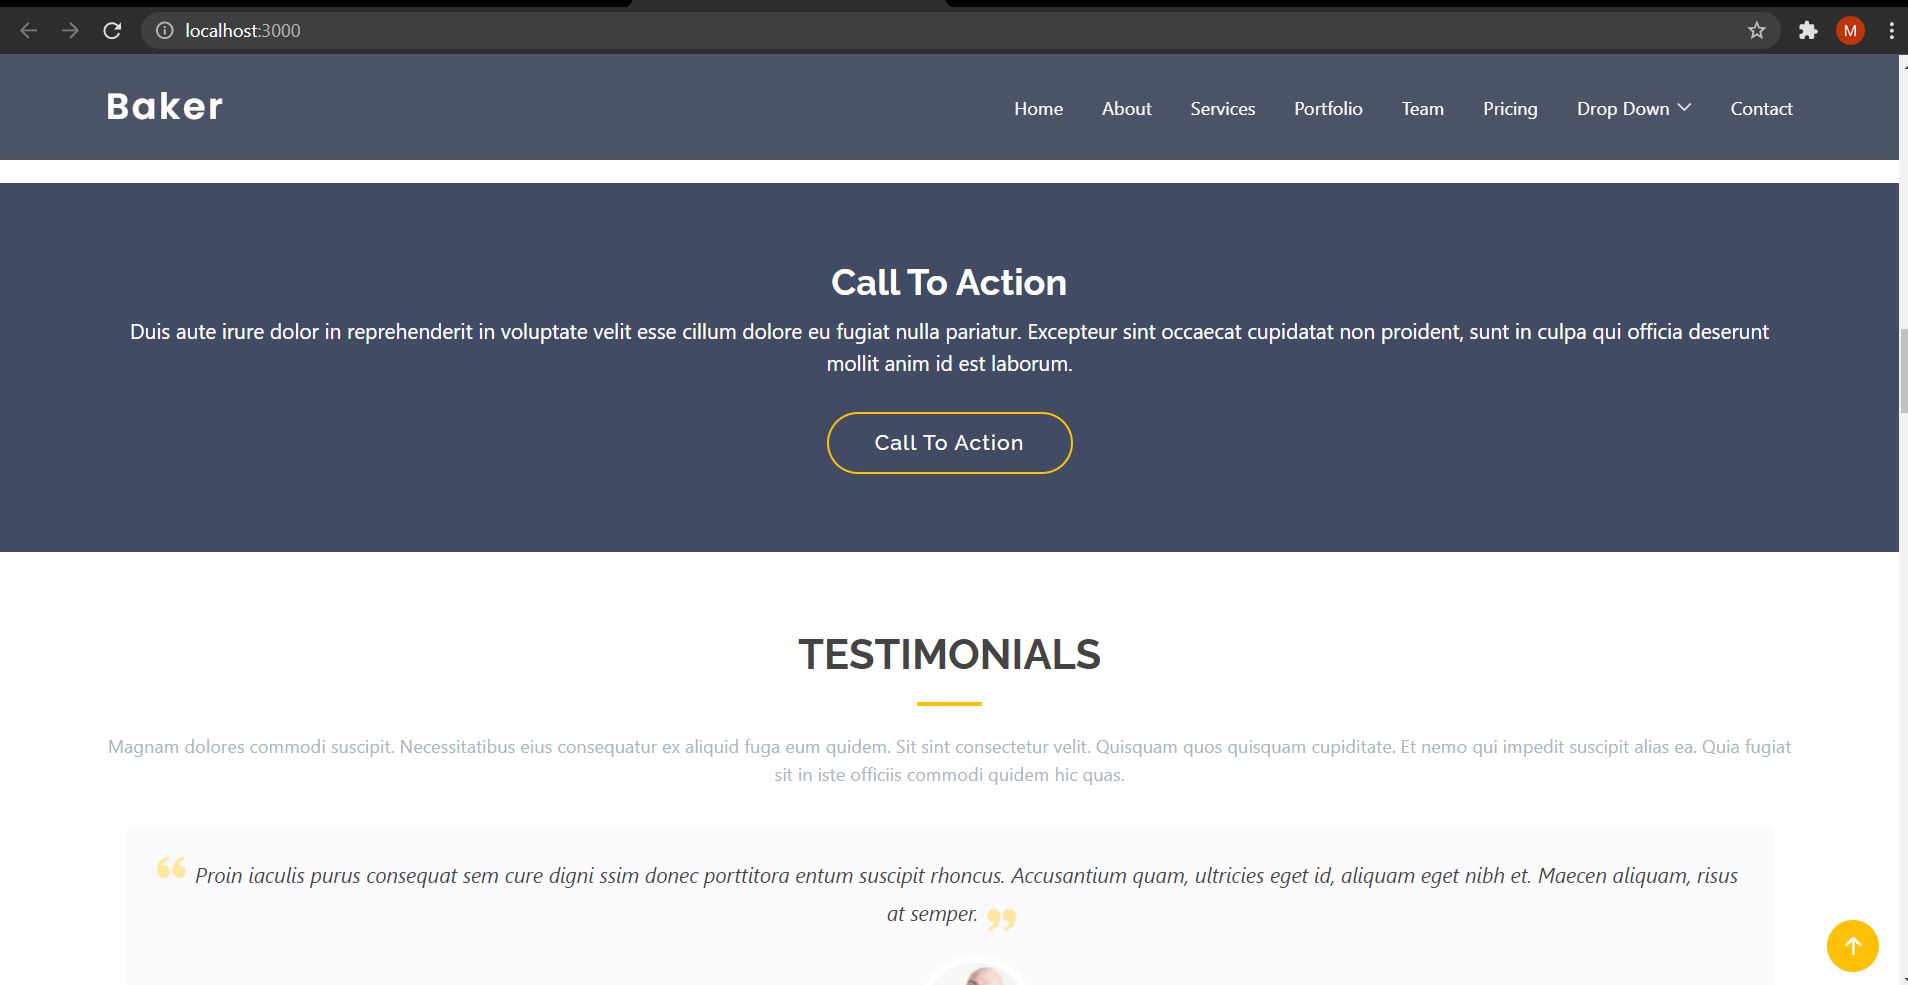 localhost:3000
M
Baker
Home About Services Portfolio Team Pricing Drop Down Contact
Call To Action
Duis aute irure dolor in reprehenderit in voluptate velit esse cillum dolore eu fugiat nulla pariatur. Excepteur sint occaecat cupidatat non proident, sunt in culpa qui officia deserunt
mollit anim id est laborum.
Call To Action
TESTIMONIALS
Magnam dolores commodi suscipit. Necessitatibus eius consequatur ex aliquid fuga eum quidem. Sit sint consectetur velit. Quisquam quos quisquam cupiditate. Et nemo qui impedit suscipit alias ea. Quia fugiat
sit in iste officiis commodi quidem hic quas.
“ Proin iaculis purus consequat sem cure digni ssim donec porttitora entum suscipit rhoncus. Accusantium quam, ultricies eget id, aliquam eget nibh et. Maecen aliquam, risus
at semper. ”